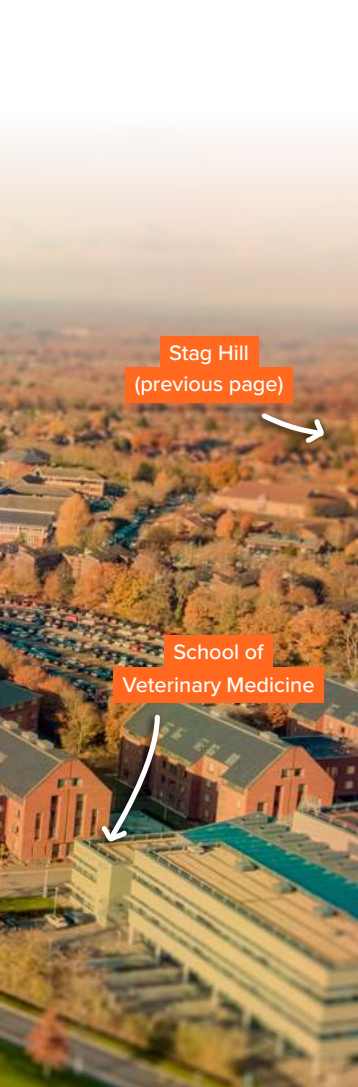 Stag Hill
(previous page)
School of
Veterinary Medicine